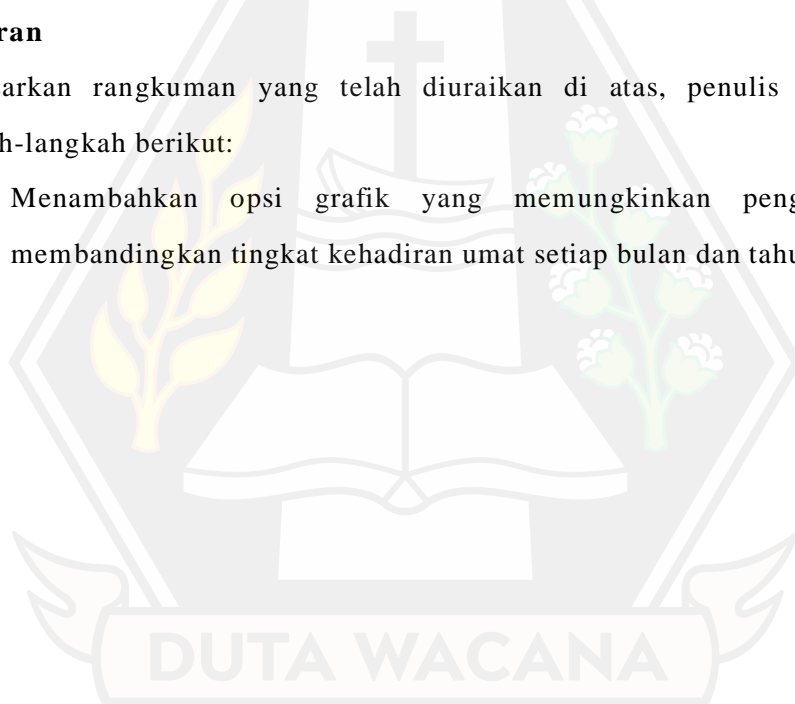 ran
arkan rangkuman yang telah diuraikan di atas, penulis
h-langkah berikut:
Menambahkan opsi grafik yang memungkinkan peng
membandingkan tingkat kehadiran umat setiap bulan dan tahu
DUTA WACANA